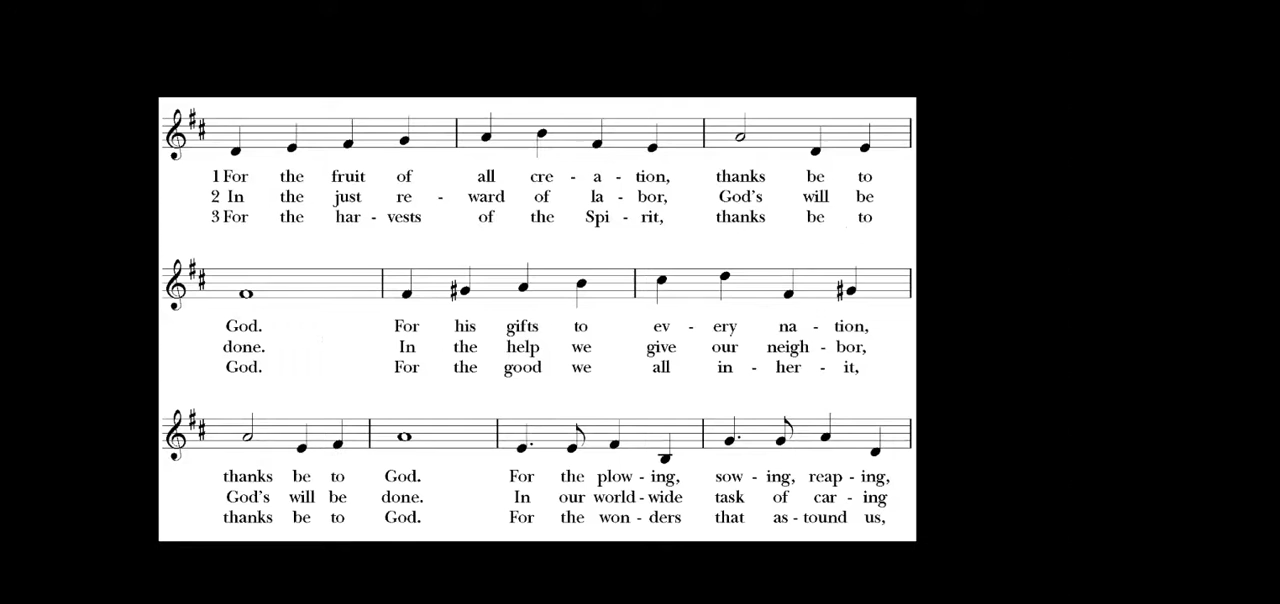 1 For the fruit of all cre - a - tion, thanks be to
2 In the just re - ward of la - bor, God's will be
3 For the har - vests of the Spi - rit, thanks be to
God. For his gifts to ev - ery na - tion,
done. In the help we give our neigh - bor,
God. For the good we all in - her - it,
thanks be to God. For the plow - ing, sow - ing, reap - ing,
God's will be done. In our world - wide task of car - ing
thanks be to God. For the won - ders that as - tound us,